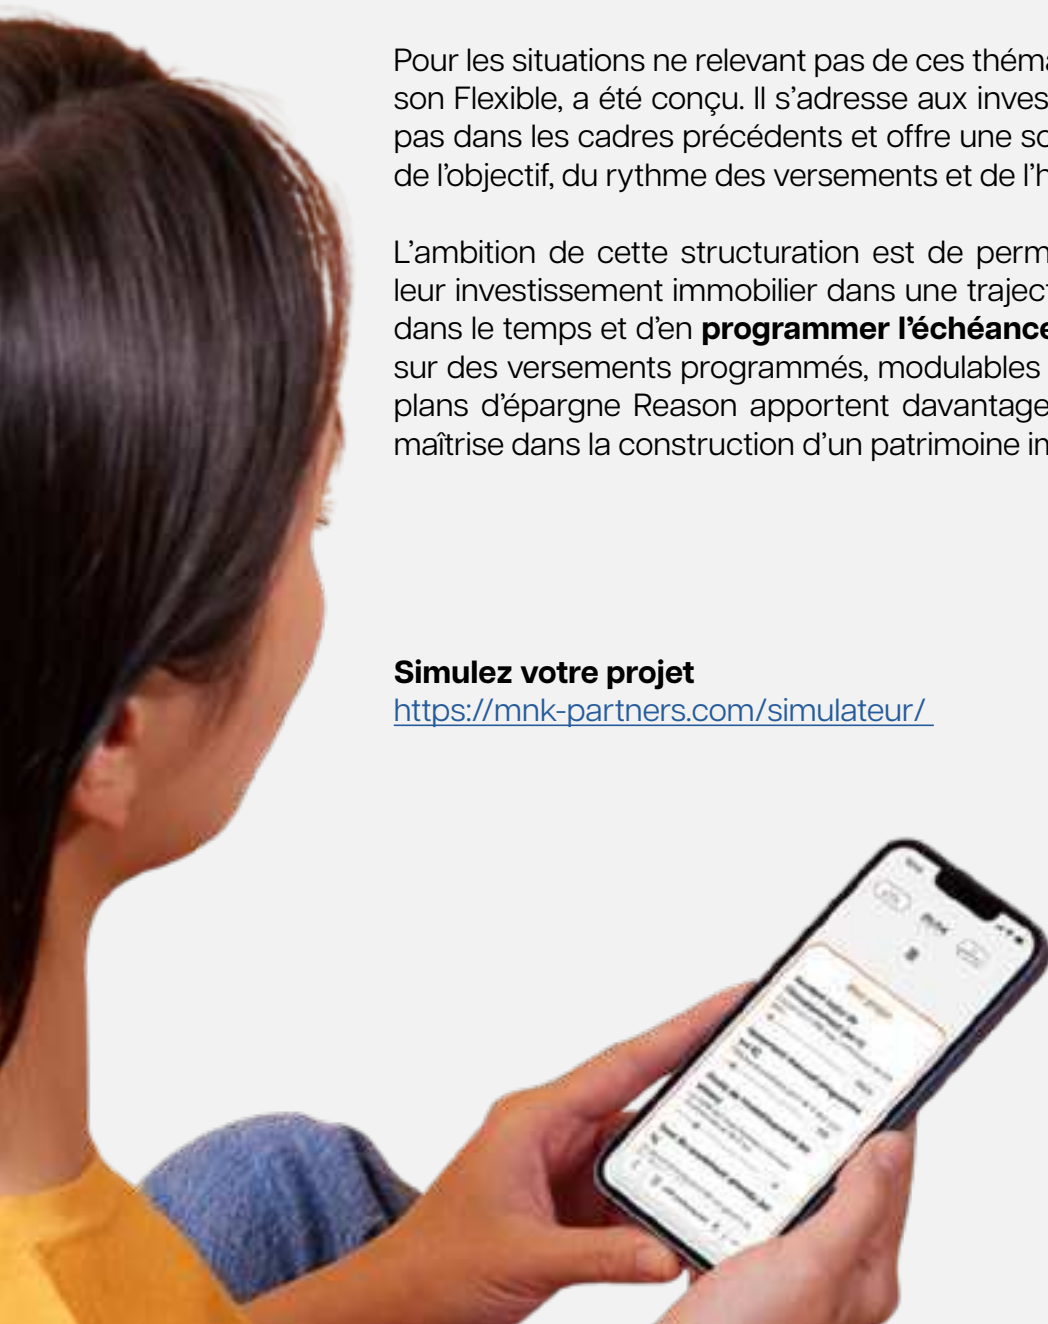 Pour les situations ne relevant pas de ces théma
son Flexible, a été conçu. Il s’adresse aux inves
pas dans les cadres précédents et offre une so
de l’objectif, du rythme des versements et de l’h
L’ambition de cette structuration est de perm
leur investissement immobilier dans une traject
dans le temps et d’en programmer l’échéance
sur des versements programmés, modulables
plans d’épargne Reason apportent davantage
maîtrise dans la construction d’un patrimoine im
Simulez votre projet
https://mnk-partners.com/simulateur/